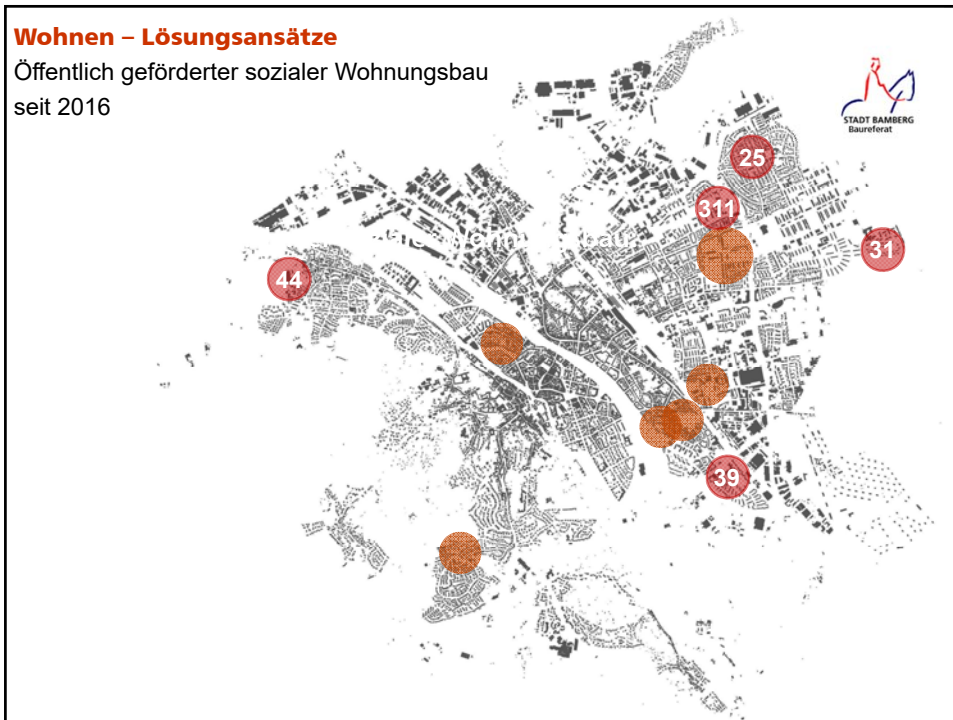 Wohnen – Lösungsansätze
Öffentlich geförderter sozialer Wohnungsbau
seit 2016
STADT BAMBERG
Baureferat
25
311
31
44
39